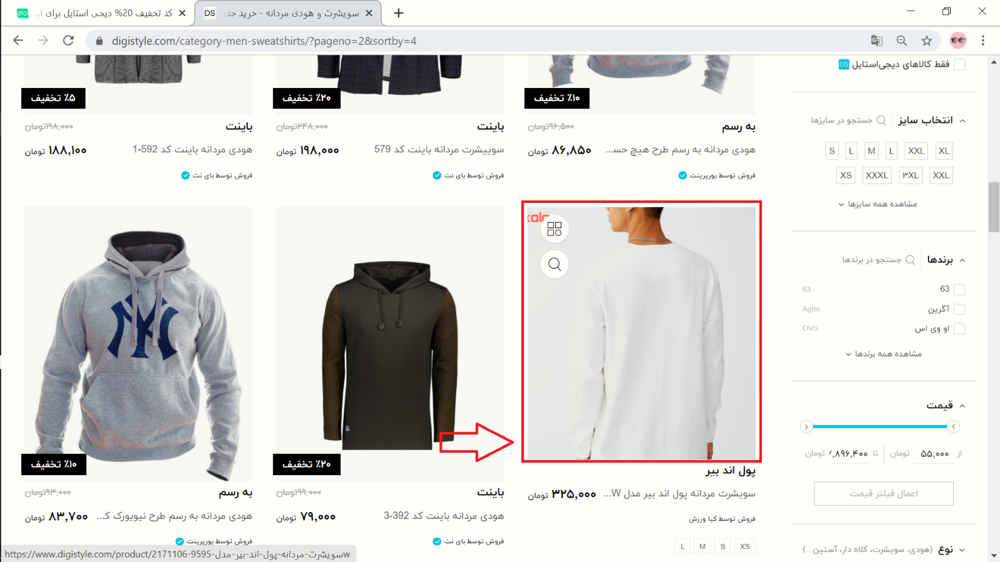 کد تخفیف 20% دیجی استایل برای او
DS سویشرت و هودی مردانه - خرید جدی
digistyle.com/category-men-sweatshirts/?pageno=2&sortby=4
فقط کالاهای دیجی‌استایل DS
انتخاب سایز
جستجو در سایزها
XL XXL L M L S
XXL ۳XL XXXL XS
مشاهده همه سایزها
برندها
جستجو در برندها
63 63
آگرین Agrin
او وی اس OVS
مشاهده همه برندها
قیمت
از ۵۵,۰۰۰ تومان تا ۷,۸۹۶,۴۰۰ تومان
اعمال فیلتر قیمت
نوع (هودی، سویشرت، کلاه دار، آستین...)
٪۱۰ تخفیف
به رسم
۹۶,۵۰۰تومان
هودی مردانه به رسم طرح هیچ حس...
۸۶,۸۵۰ تومان
فروش توسط یورپرینت
٪۲۰ تخفیف
باینت
۲۴۸,۰۰۰تومان
سوییشرت مردانه باینت کد 579
۱۹۸,۰۰۰ تومان
فروش توسط بای نت
٪۵ تخفیف
باینت
۱۹۸,۰۰۰تومان
هودی مردانه باینت کد 592-1
۱۸۸,۱۰۰ تومان
فروش توسط بای نت
پول اند بیر
سویشرت مردانه پول اند بیر مدل W...
۳۲۵,۰۰۰ تومان
فروش توسط کیا ورزش
XS S M L
٪۲۰ تخفیف
باینت
۹۹,۰۰۰تومان
هودی مردانه باینت کد 392-3
۷۹,۰۰۰ تومان
فروش توسط بای نت
٪۱۰ تخفیف
به رسم
۹۳,۰۰۰تومان
هودی مردانه به رسم طرح نیویورک ک...
۸۳,۷۰۰ تومان
فروش توسط یورپرینت
https://www.digistyle.com/product/2171106-9595-سویشرت-مردانه-پول-اند-بیر-مدلw